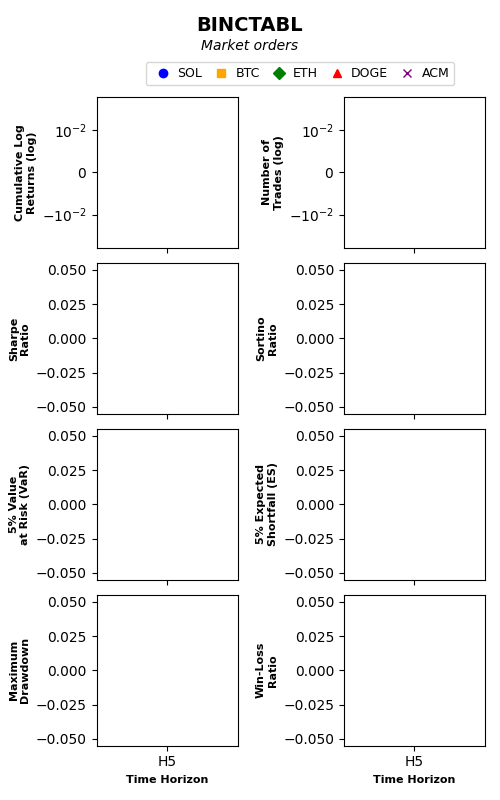 BINCTABL
Market orders
SOL BTC ETH DOGE ACM
Cumulative Log
Returns (log)
10^{-2}
0
−10^{-2}
Number of
Trades (log)
10^{-2}
0
−10^{-2}
Sharpe
Ratio
0.050
0.025
0.000
−0.025
−0.050
Sortino
Ratio
0.050
0.025
0.000
−0.025
−0.050
5% Value
at Risk (VaR)
0.050
0.025
0.000
−0.025
−0.050
5% Expected
Shortfall (ES)
0.050
0.025
0.000
−0.025
−0.050
Maximum
Drawdown
0.050
0.025
0.000
−0.025
−0.050
H5
Time Horizon
Win-Loss
Ratio
0.050
0.025
0.000
−0.025
−0.050
H5
Time Horizon